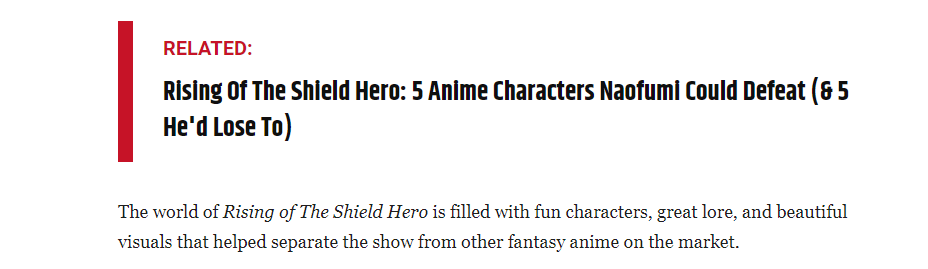 RELATED:
Rising Of The Shield Hero: 5 Anime Characters Naofumi Could Defeat (& 5
He'd Lose To)
The world of Rising of The Shield Hero is filled with fun characters, great lore, and beautiful
visuals that helped separate the show from other fantasy anime on the market.